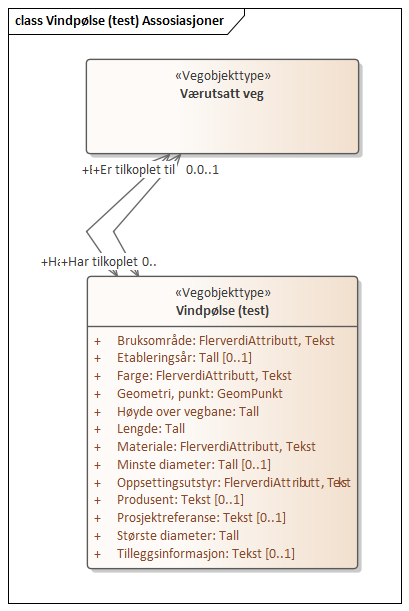 class Vindpølse (test) Assosiasjoner
«Vegobjekttype»
Værutsatt veg
+Er tilkoplet til 0..1
+Har tilkoplet 0..
«Vegobjekttype»
Vindpølse (test)
+ Bruksområde: FlerverdiAttributt, Tekst
+ Etableringsår: Tall [0..1]
+ Farge: FlerverdiAttributt, Tekst
+ Geometri, punkt: GeomPunkt
+ Høyde over vegbane: Tall
+ Lengde: Tall
+ Materiale: FlerverdiAttributt, Tekst
+ Minste diameter: Tall [0..1]
+ Oppsettingsutstyr: FlerverdiAttributt, Tekst
+ Produsent: Tekst [0..1]
+ Prosjektreferanse: Tekst [0..1]
+ Største diameter: Tall
+ Tilleggsinformasjon: Tekst [0..1]